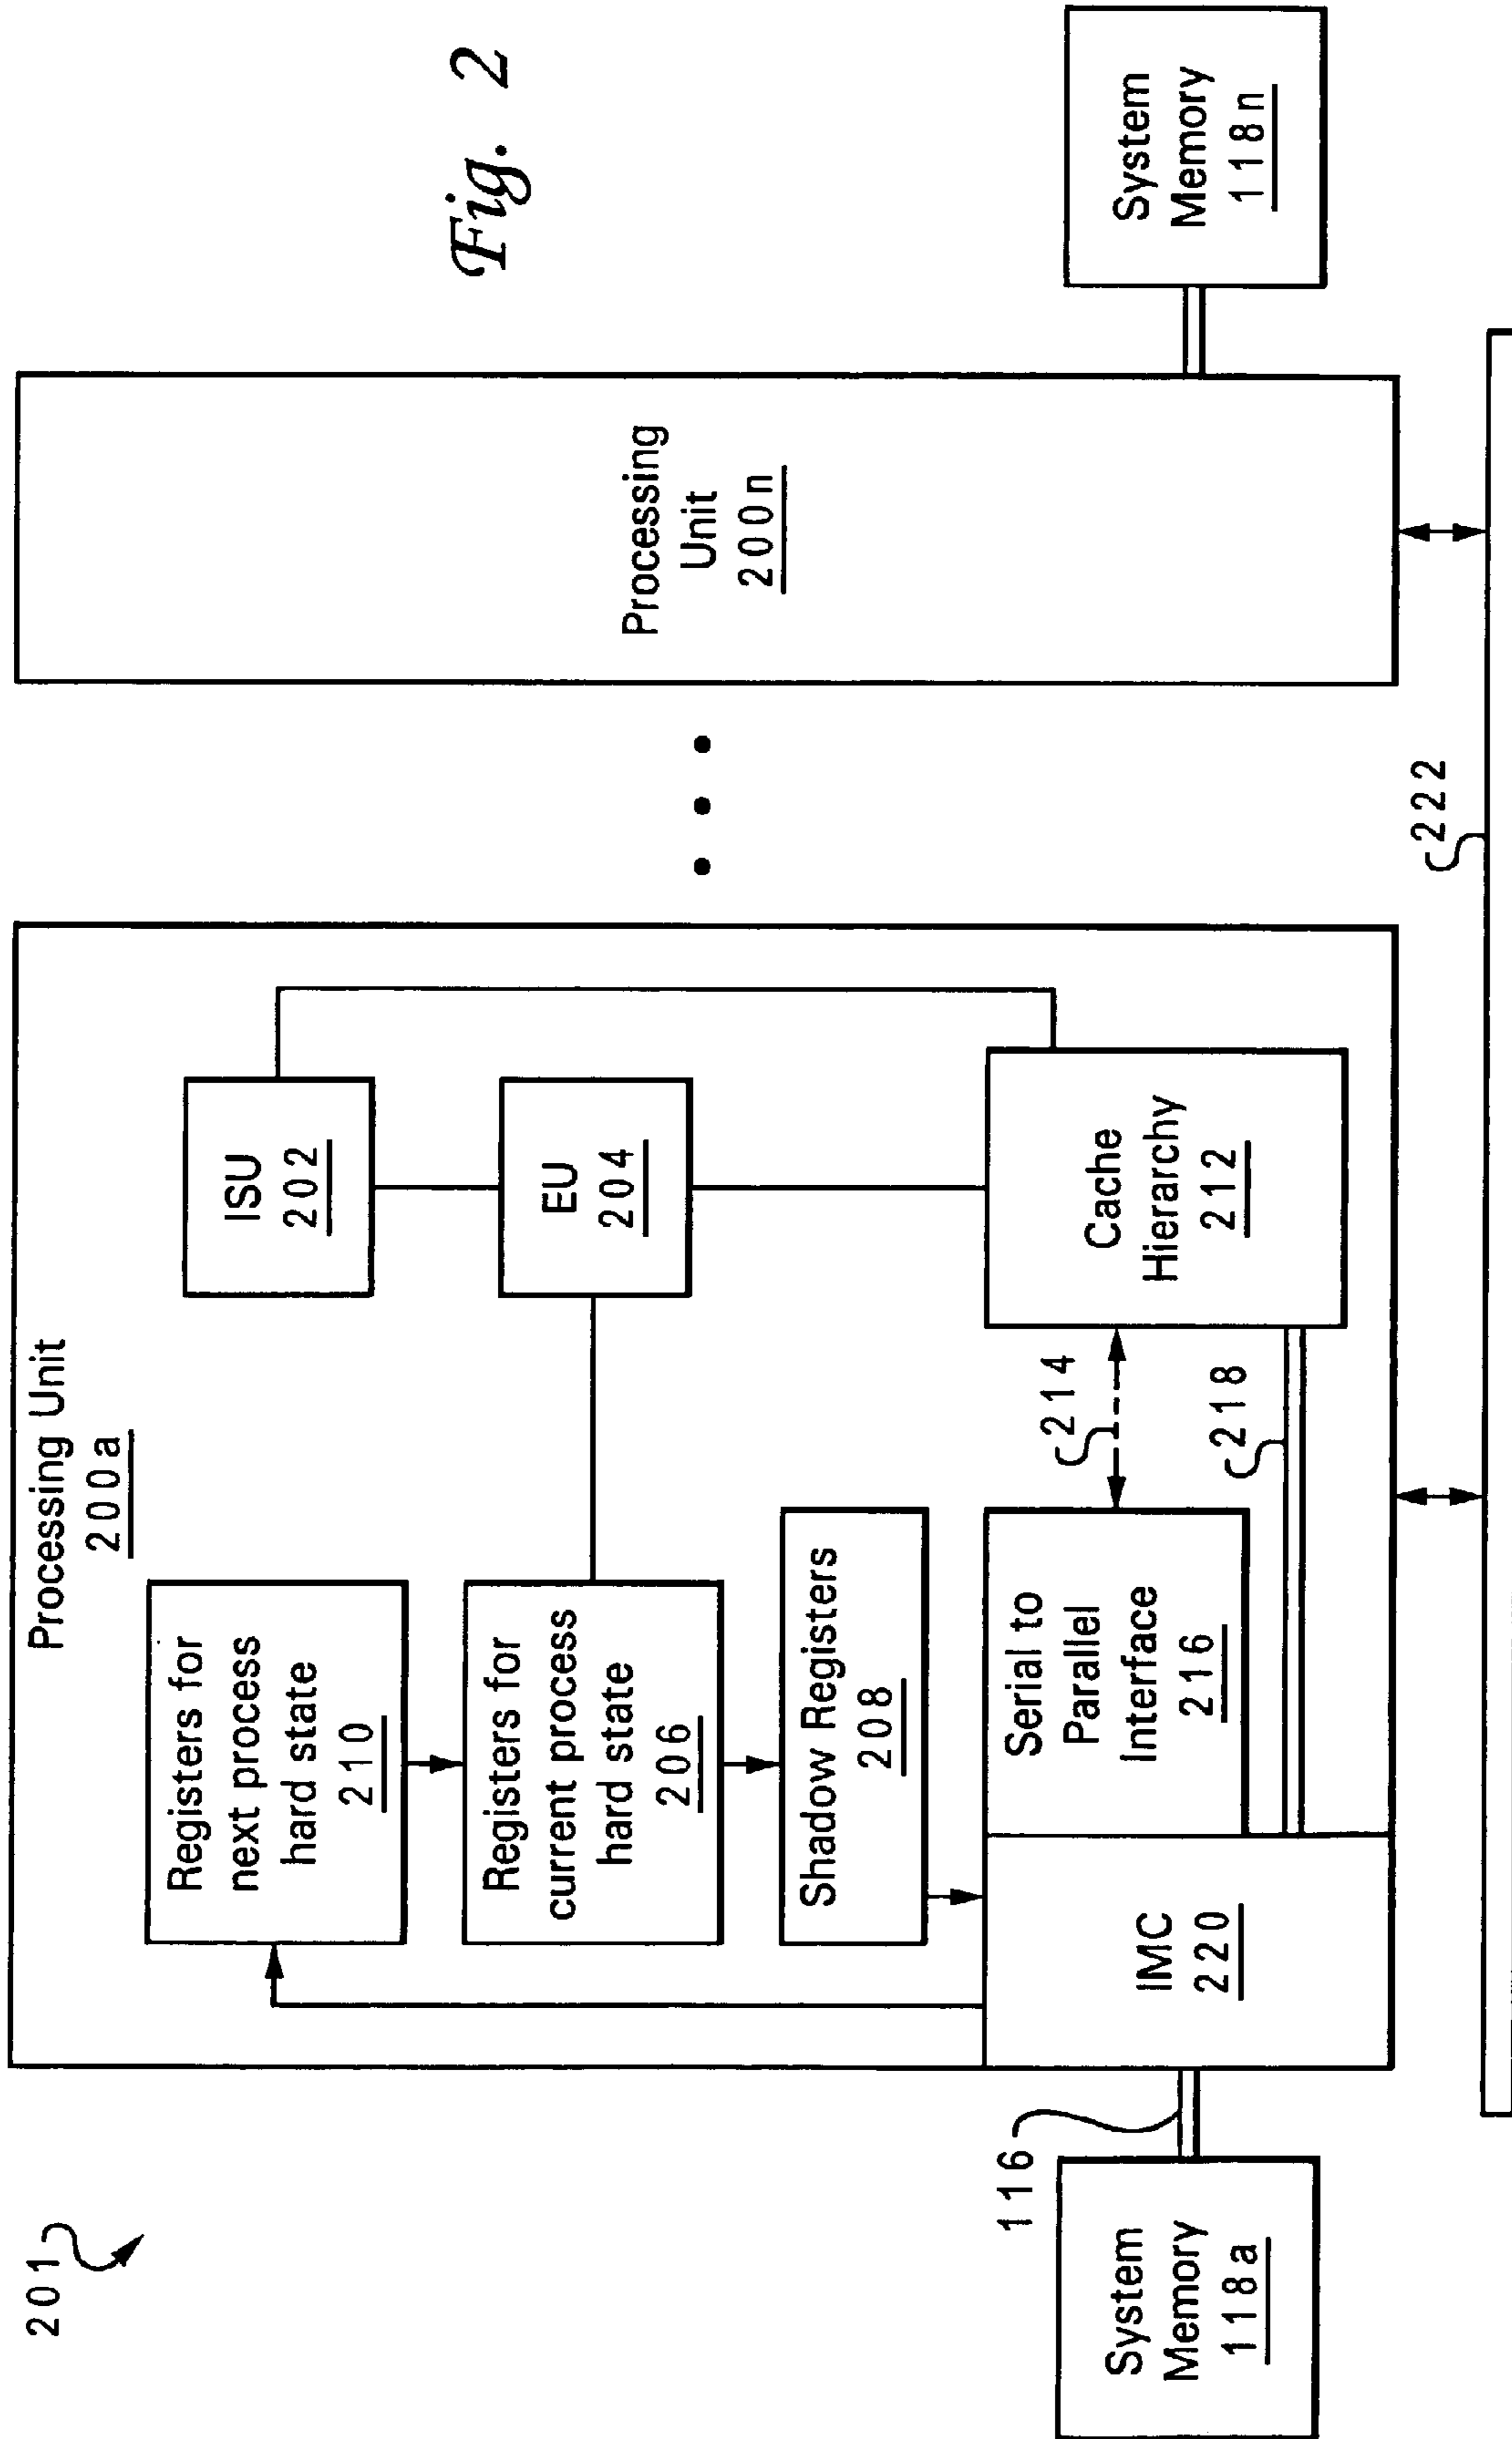 201
Processing Unit
200a
Registers for
next process
hard state
210
ISU
202
Registers for
current process
hard state
206
EU
204
Shadow Registers
208
Serial to
Parallel
Interface
216
214
218
Cache
Hierarchy
212
IMC
220
116
System
Memory
118a
Processing
Unit
200n
Fig. 2
System
Memory
118n
222